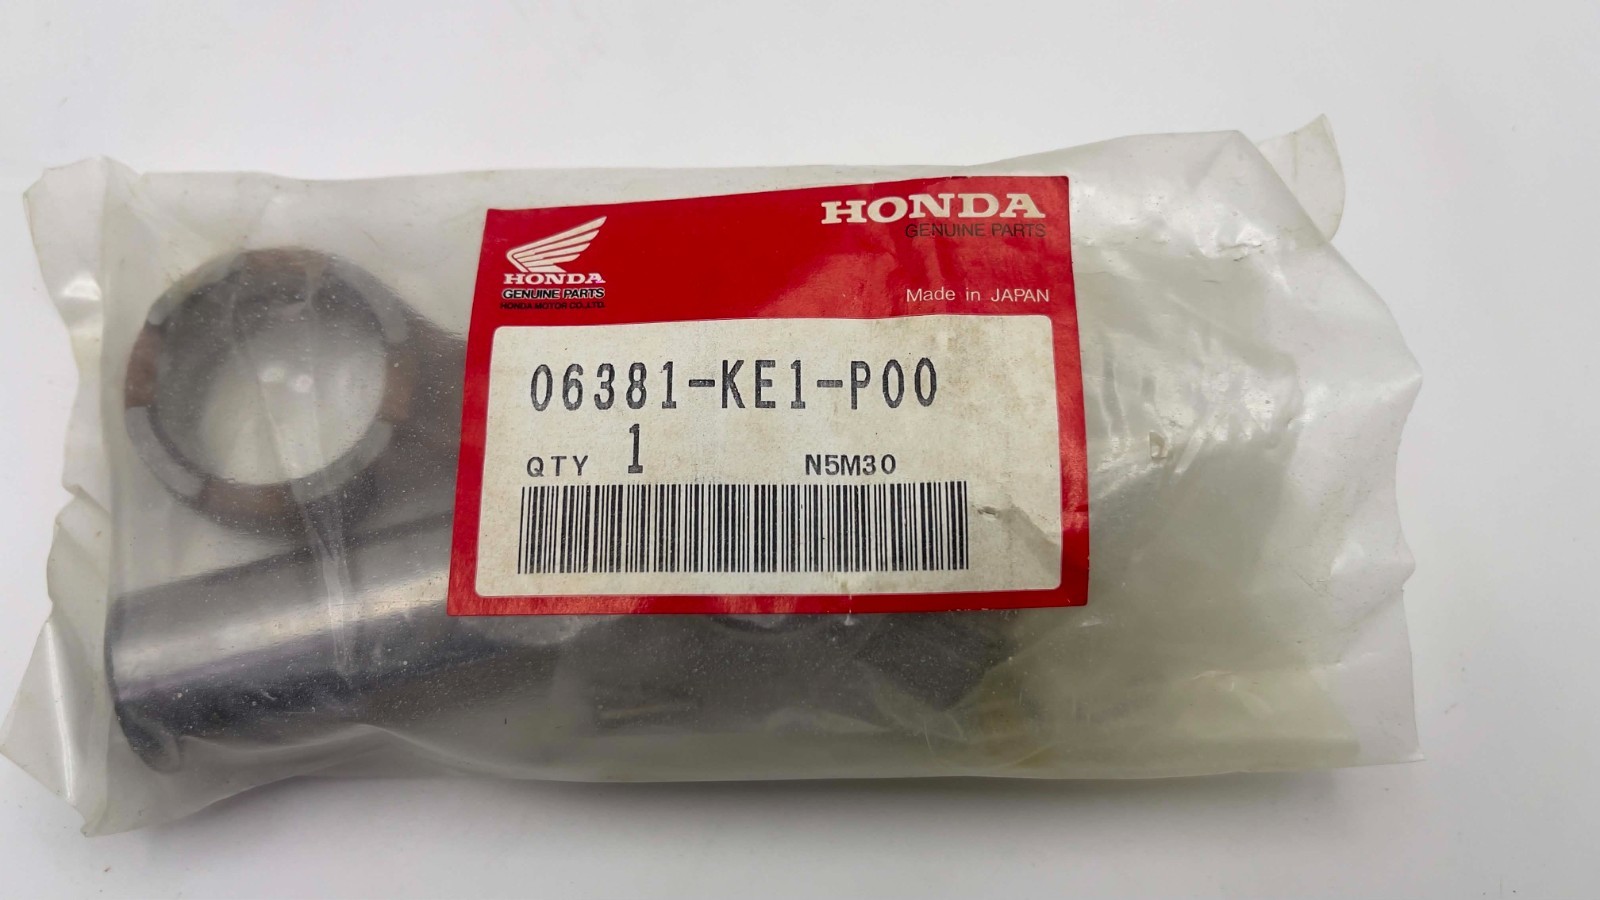 HONDA
GENUINE PARTS
HONDA
GENUINE PARTS
HONDA MOTOR CO.,LTD.
Made in JAPAN
06381-KE1-P00
QTY 1 N5M30